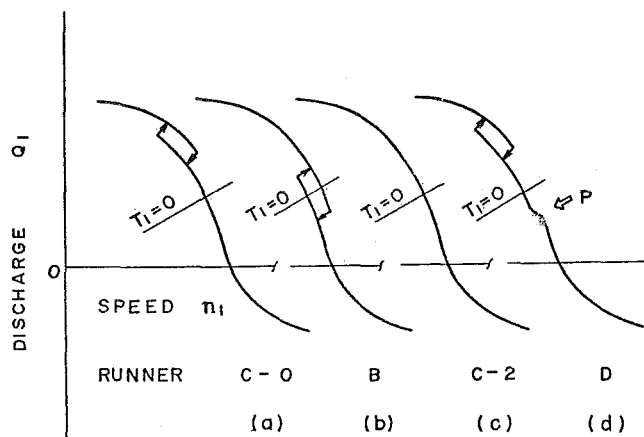 DISCHARGE Q₁
T₁=0
T₁=0
T₁=0
T₁=0
P
0
SPEED n₁
RUNNER C-0 B C-2 D
(a) (b) (c) (d)